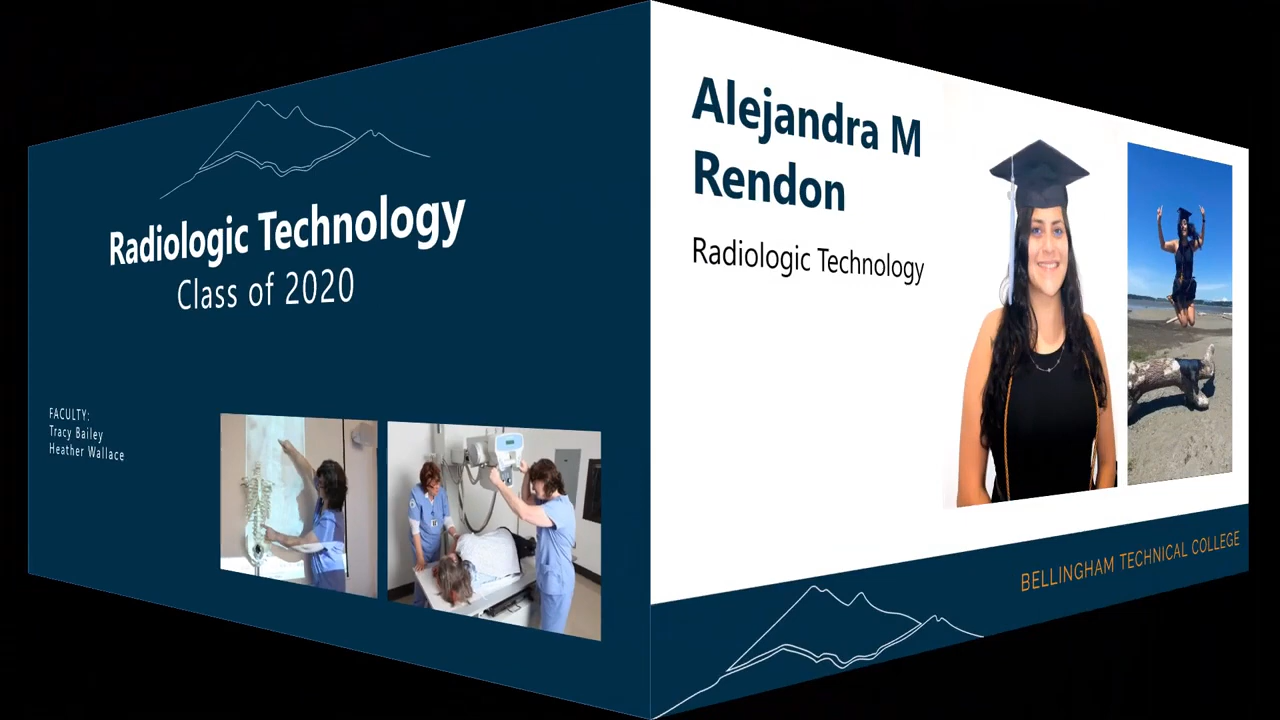 Radiologic Technology
Class of 2020
FACULTY:
Tracy Bailey
Heather Wallace
Alejandra M
Rendon
Radiologic Technology
BELLINGHAM TECHNICAL COLLEGE